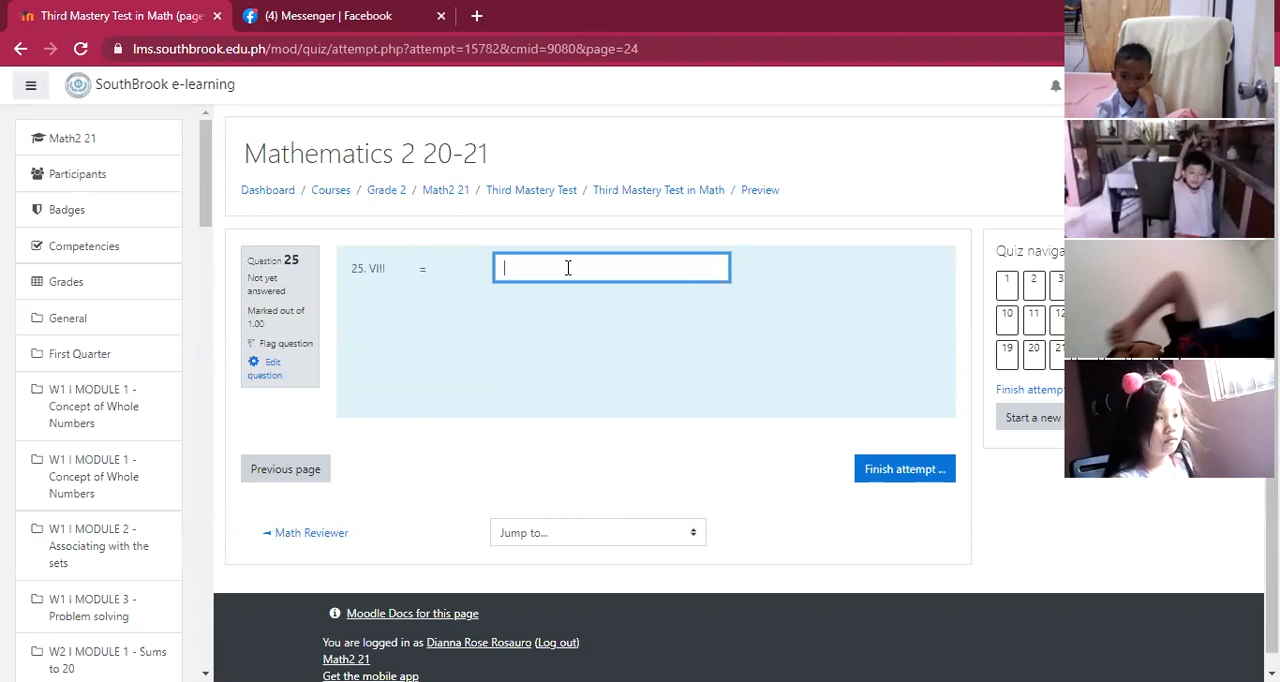 Third Mastery Test in Math (page
(4) Messenger | Facebook
lms.southbrook.edu.ph/mod/quiz/attempt.php?attempt=15782&cmid=9080&page=24
SouthBrook e-learning
Math2 21
Participants
Badges
Competencies
Grades
General
First Quarter
W1 I MODULE 1 -
Concept of Whole
Numbers
W1 I MODULE 1 -
Concept of Whole
Numbers
W1 I MODULE 2 -
Associating with the
sets
W1 I MODULE 3 -
Problem solving
W2 I MODULE 1 - Sums
to 20
Mathematics 2 20-21
Dashboard / Courses / Grade 2 / Math2 21 / Third Mastery Test / Third Mastery Test in Math / Preview
Question 25
Not yet
answered
Marked out of
1.00
Flag question
Edit
question
25. VIII =
Previous page
Finish attempt ...
Math Reviewer
Jump to...
Quiz naviga
1 2 3
10 11 12
19 20 21
Finish attemp
Start a new
Moodle Docs for this page
You are logged in as Dianna Rose Rosauro (Log out)
Math2 21
Get the mobile app